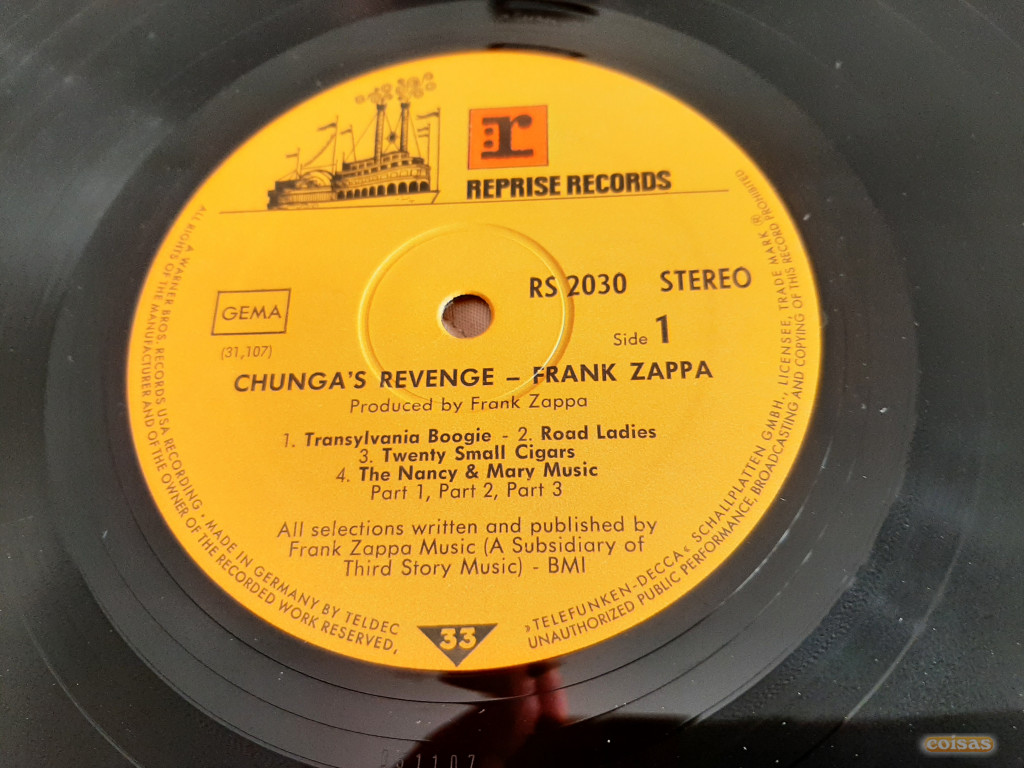 r
REPRISE RECORDS
RS 2030 STEREO
GEMA
Side 1
(31,107)
CHUNGA'S REVENGE – FRANK ZAPPA
Produced by Frank Zappa
1. Transylvania Boogie - 2. Road Ladies
3. Twenty Small Cigars
4. The Nancy & Mary Music
Part 1, Part 2, Part 3
All selections written and published by
Frank Zappa Music (A Subsidiary of
Third Story Music) - BMI
33
A WARNER BROS. RECORDS USA RECORDING • MADE IN GERMANY BY TELDEC
»TELEFUNKEN-DECCA« SCHALLPLATTEN GMBH., LICENSEE, TRADE MARK ®
ALL RIGHTS OF THE MANUFACTURER AND OF THE OWNER OF THE RECORDED WORK RESERVED,
UNAUTHORIZED PUBLIC PERFORMANCE, BROADCASTING AND COPYING OF THIS RECORD PROHIBITED
coisas